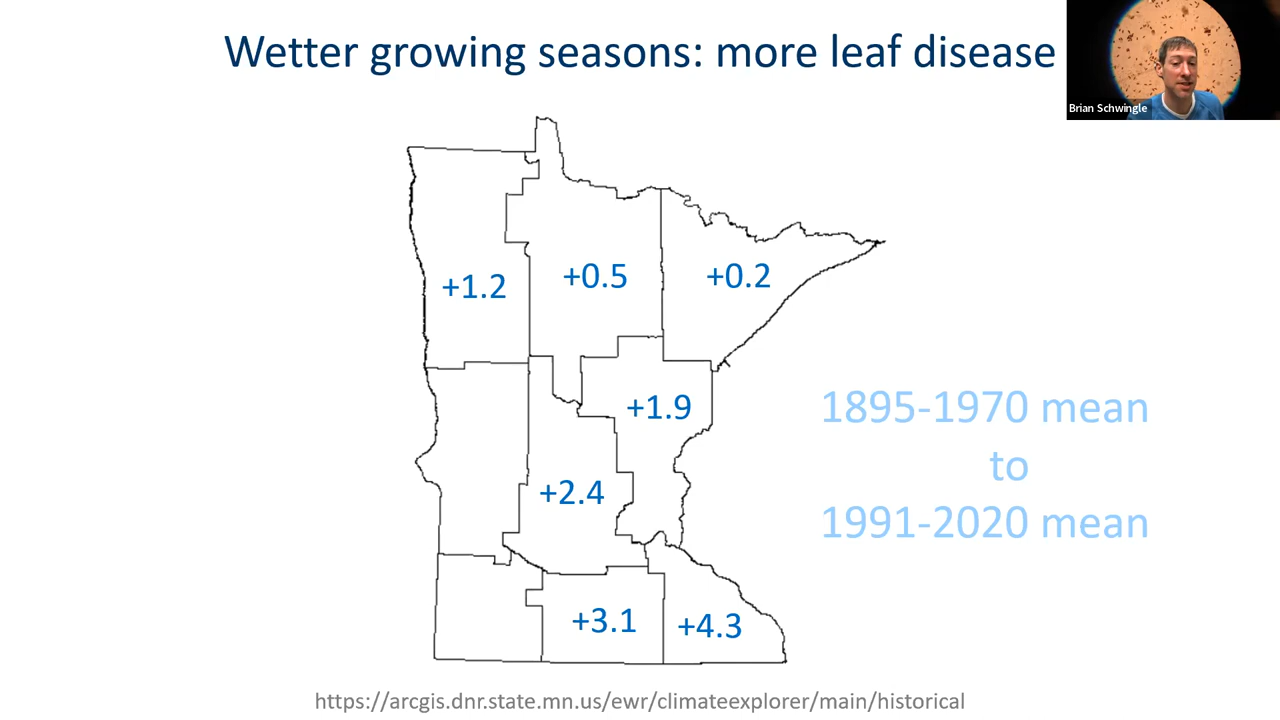 Wetter growing seasons: more leaf disease
Brian Schwingle
+1.2
+0.5
+0.2
+1.9
+2.4
+3.1
+4.3
1895-1970 mean
to
1991-2020 mean
https://arcgis.dnr.state.mn.us/ewr/climateexplorer/main/historical